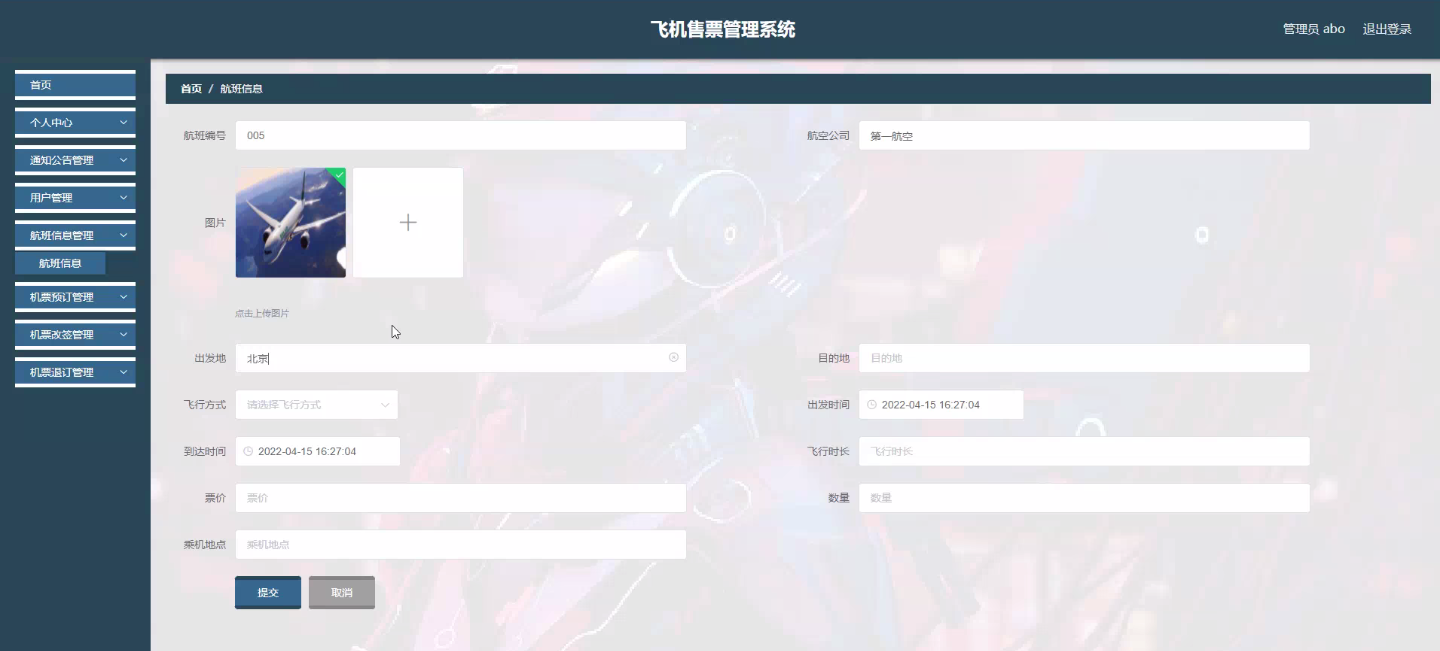 飞机售票管理系统
管理员 abo 退出登录
首页
个人中心
通知公告管理
用户管理
航班信息管理
航班信息
机票预订管理
机票改签管理
机票退订管理
首页 / 航班信息
航班编号 005 航空公司 第一航空
图片
点击上传图片
出发地 北京 目的地 目的地
飞行方式 请选择飞行方式 出发时间 2022-04-15 16:27:04
到达时间 2022-04-15 16:27:04 飞行时长 飞行时长
票价 票价 数量 数量
乘机地点 乘机地点
提交 取消